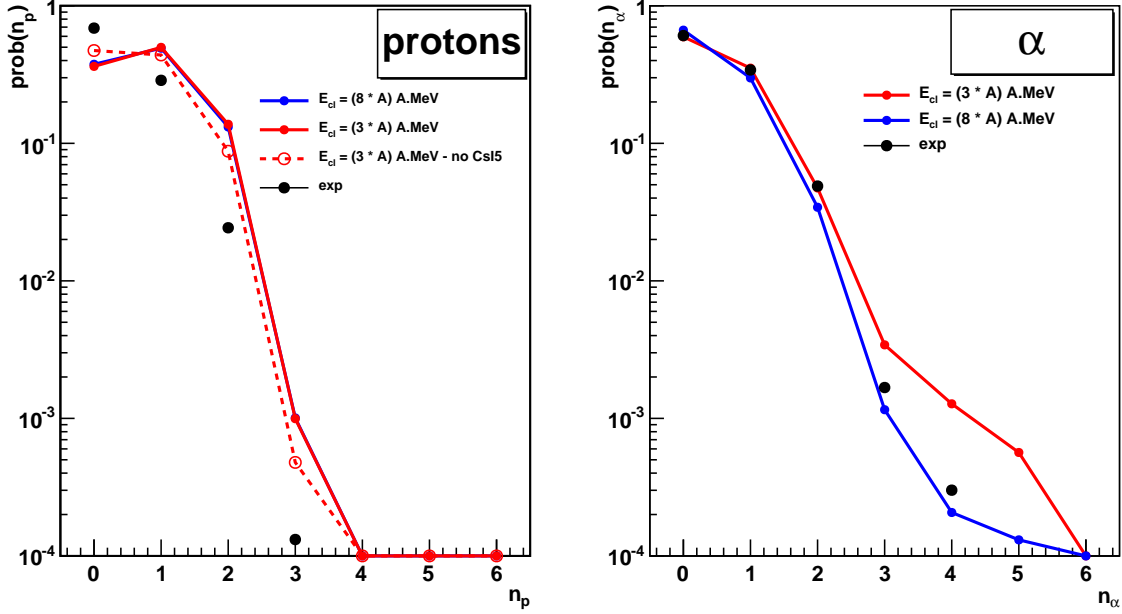 prob(n_p)
protons
1
10^-1
10^-2
10^-3
10^-4
E_cl = (8 * A) A.MeV
E_cl = (3 * A) A.MeV
E_cl = (3 * A) A.MeV - no CsI5
exp
0 1 2 3 4 5 6
n_p
prob(n_α)
α
1
10^-1
10^-2
10^-3
10^-4
E_cl = (3 * A) A.MeV
E_cl = (8 * A) A.MeV
exp
0 1 2 3 4 5 6
n_α